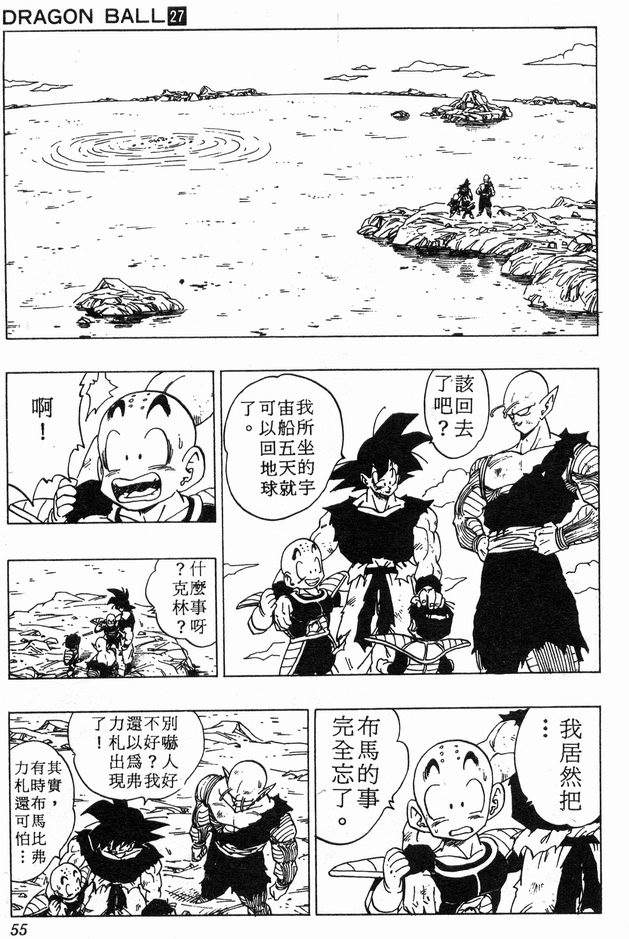 DRAGON BALL 27
該回去
了吧？
我所坐的宇
宙船五天就
可以回地球
了。
啊！
什麼事呀
？克林？
我居然把
…
布馬的事
完全忘了。
別嚇人好
不好？我
還以為弗
力札出現
了！
其實，
有時布馬比弗
力札還可怕…
55